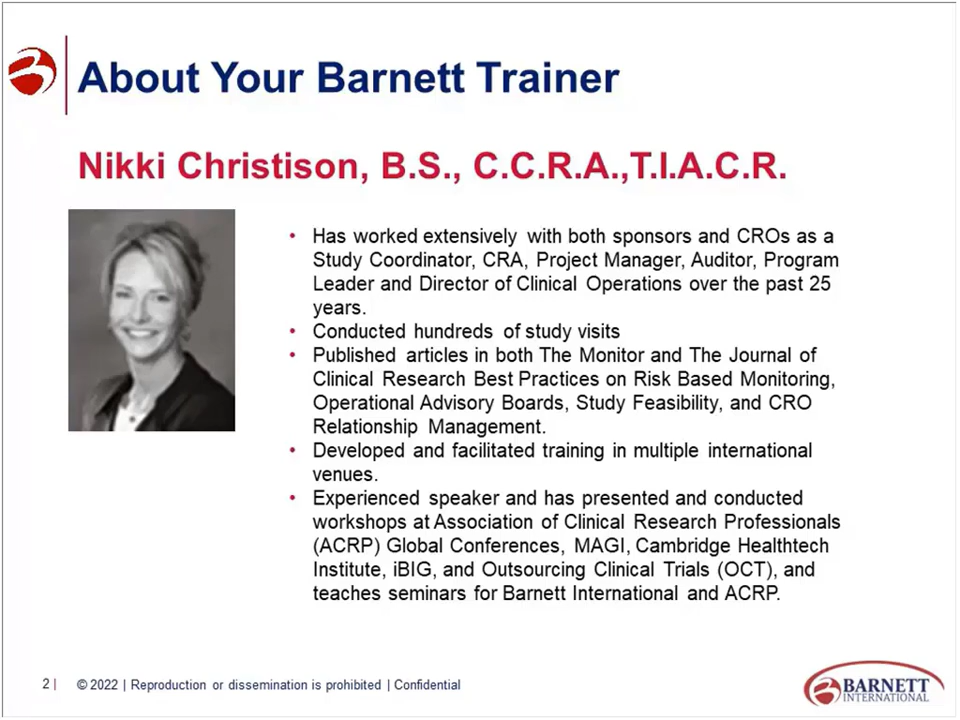 About Your Barnett Trainer
Nikki Christison, B.S., C.C.R.A.,T.I.A.C.R.
• Has worked extensively with both sponsors and CROs as a
Study Coordinator, CRA, Project Manager, Auditor, Program
Leader and Director of Clinical Operations over the past 25
years.
• Conducted hundreds of study visits
• Published articles in both The Monitor and The Journal of
Clinical Research Best Practices on Risk Based Monitoring,
Operational Advisory Boards, Study Feasibility, and CRO
Relationship Management.
• Developed and facilitated training in multiple international
venues.
• Experienced speaker and has presented and conducted
workshops at Association of Clinical Research Professionals
(ACRP) Global Conferences, MAGI, Cambridge Healthtech
Institute, iBIG, and Outsourcing Clinical Trials (OCT), and
teaches seminars for Barnett International and ACRP.
2 | © 2022 | Reproduction or dissemination is prohibited | Confidential
BARNETT
INTERNATIONAL